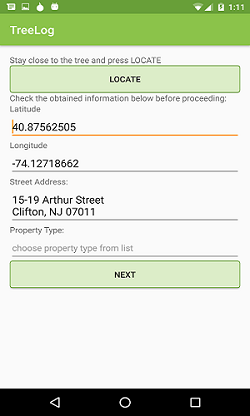 1:11
TreeLog
Stay close to the tree and press LOCATE
LOCATE
Check the obtained information below before proceeding:
Latitude
40.87562505
Longitude
-74.12718662
Street Address:
15-19 Arthur Street
Clifton, NJ 07011
Property Type:
choose property type from list
NEXT